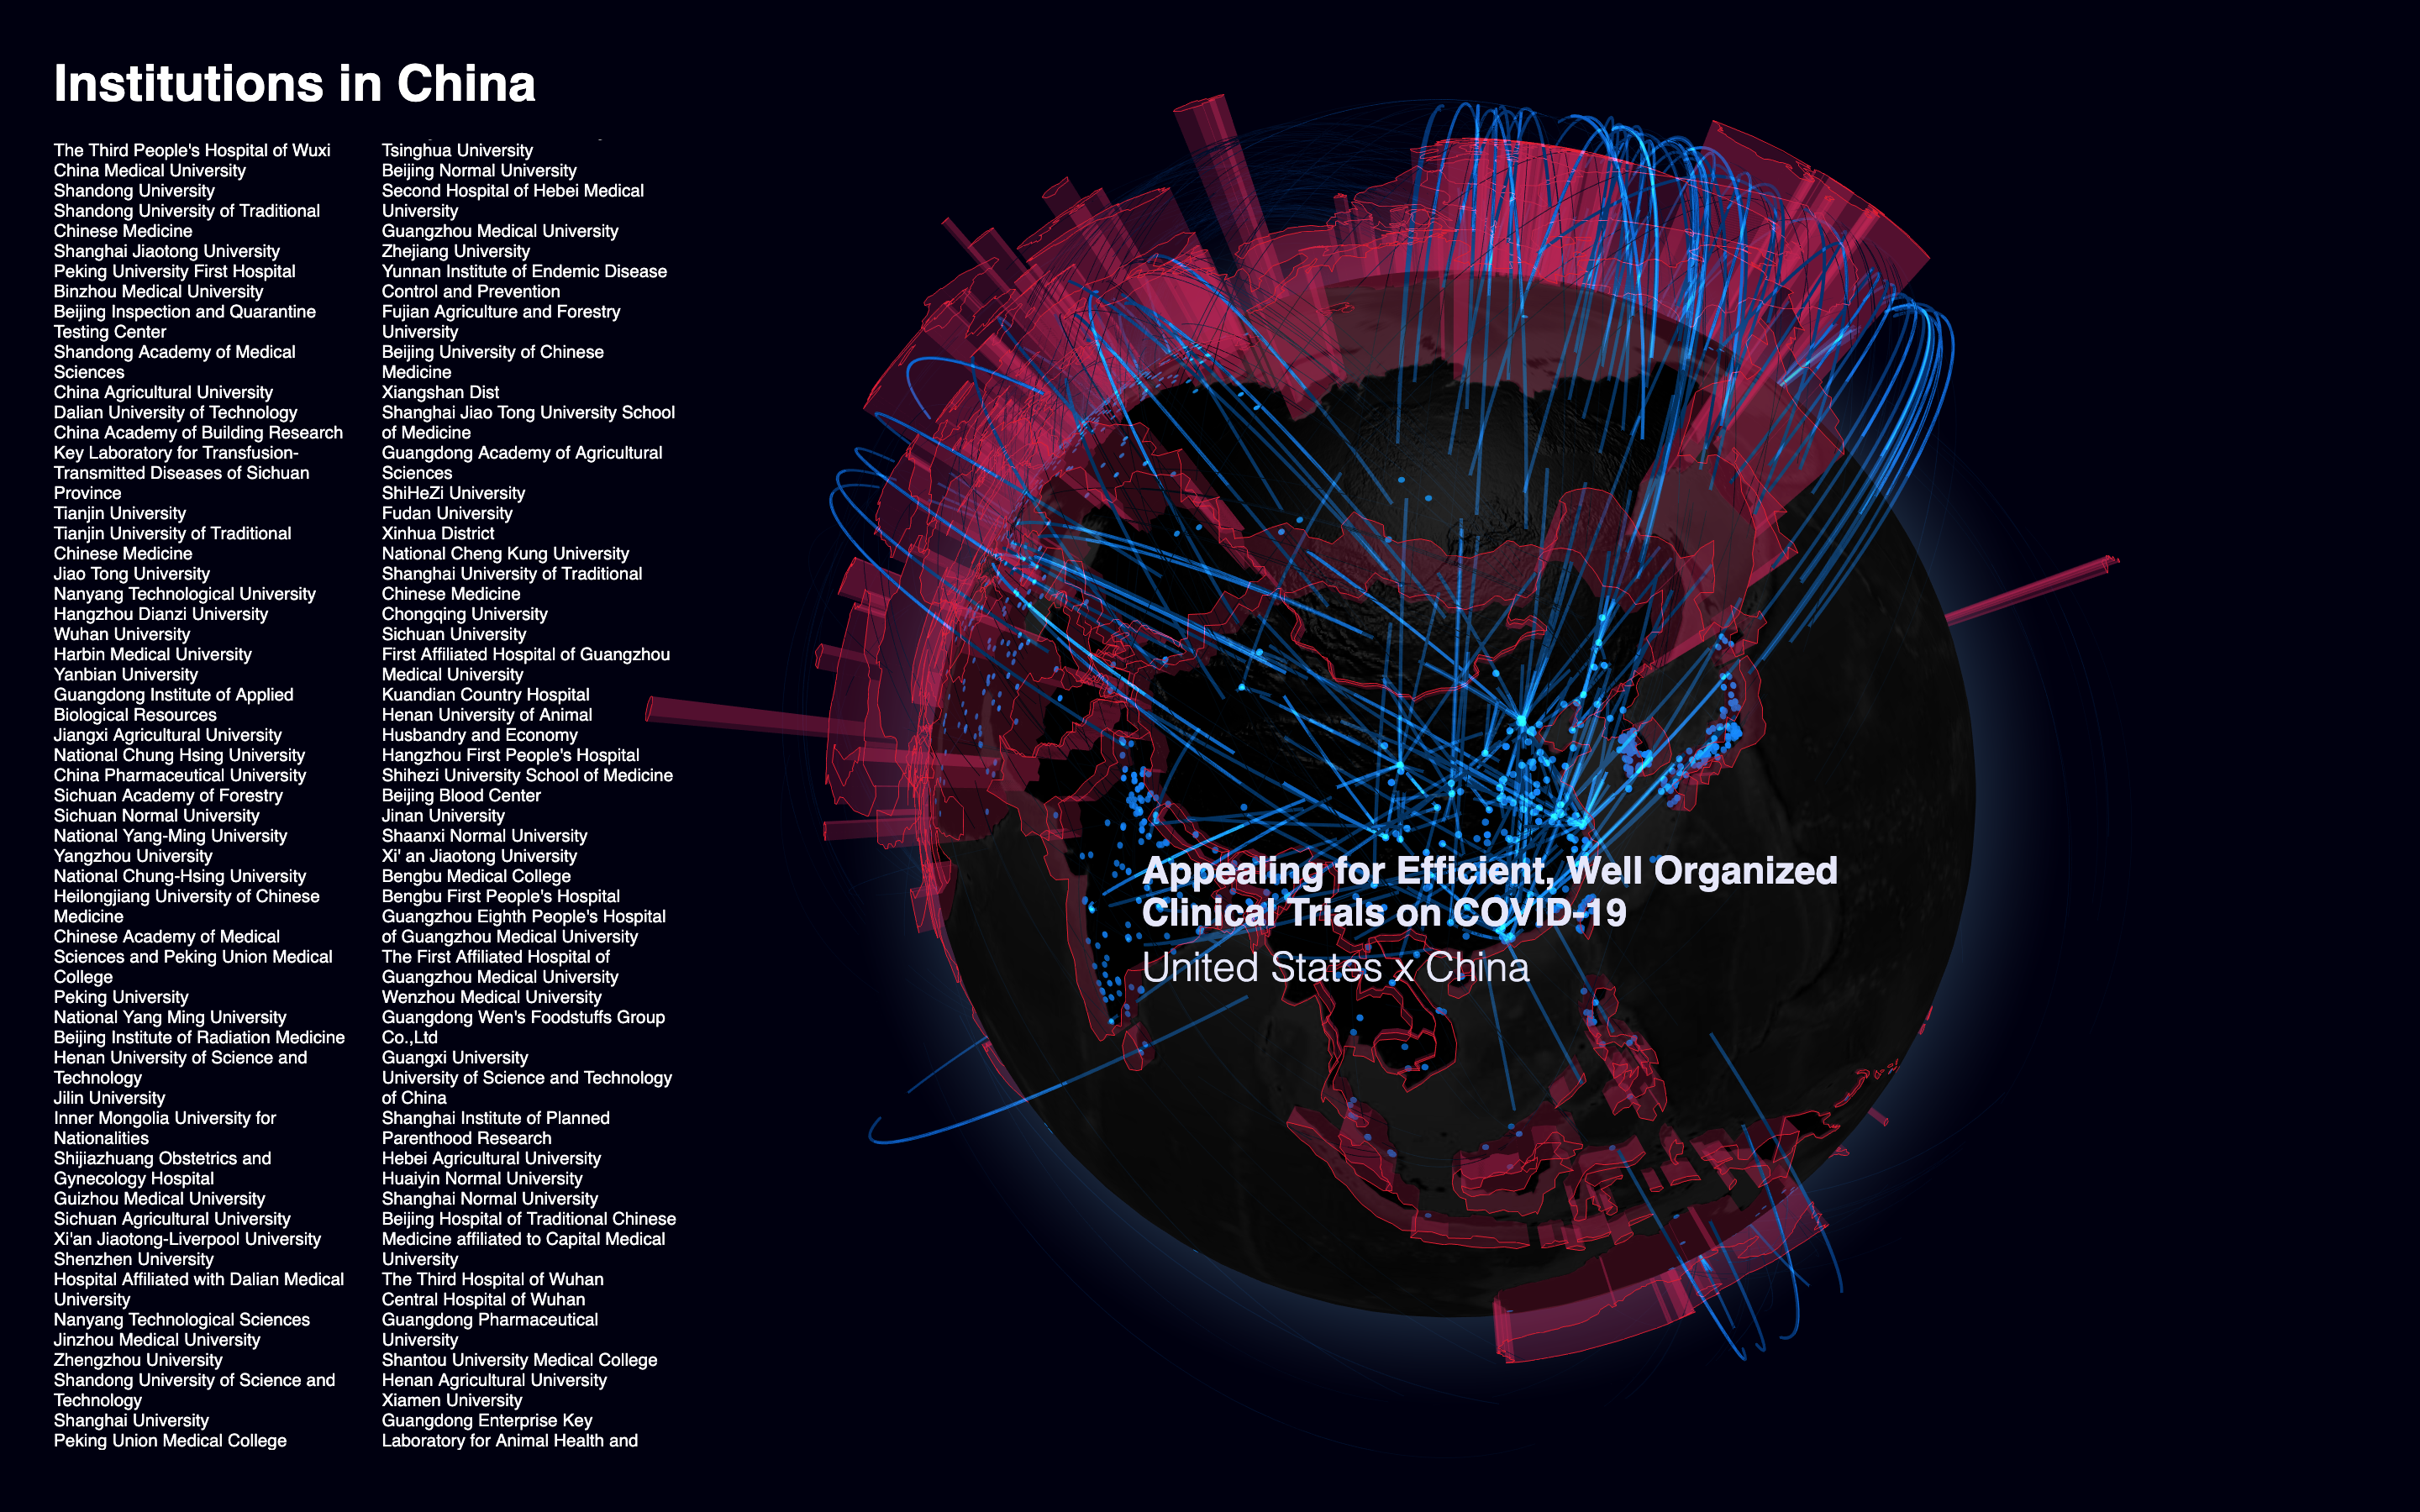 Institutions in China
The Third People's Hospital of Wuxi
China Medical University
Shandong University
Shandong University of Traditional
Chinese Medicine
Shanghai Jiaotong University
Peking University First Hospital
Binzhou Medical University
Beijing Inspection and Quarantine
Testing Center
Shandong Academy of Medical
Sciences
China Agricultural University
Dalian University of Technology
China Academy of Building Research
Key Laboratory for Transfusion-
Transmitted Diseases of Sichuan
Province
Tianjin University
Tianjin University of Traditional
Chinese Medicine
Jiao Tong University
Nanyang Technological University
Hangzhou Dianzi University
Wuhan University
Harbin Medical University
Yanbian University
Guangdong Institute of Applied
Biological Resources
Jiangxi Agricultural University
National Chung Hsing University
China Pharmaceutical University
Sichuan Academy of Forestry
Sichuan Normal University
National Yang-Ming University
Yangzhou University
National Chung-Hsing University
Heilongjiang University of Chinese
Medicine
Chinese Academy of Medical
Sciences and Peking Union Medical
College
Peking University
National Yang Ming University
Beijing Institute of Radiation Medicine
Henan University of Science and
Technology
Jilin University
Inner Mongolia University for
Nationalities
Shijiazhuang Obstetrics and
Gynecology Hospital
Guizhou Medical University
Sichuan Agricultural University
Xi'an Jiaotong-Liverpool University
Shenzhen University
Hospital Affiliated with Dalian Medical
University
Nanyang Technological Sciences
Jinzhou Medical University
Zhengzhou University
Shandong University of Science and
Technology
Shanghai University
Peking Union Medical College
Tsinghua University
Beijing Normal University
Second Hospital of Hebei Medical
University
Guangzhou Medical University
Zhejiang University
Yunnan Institute of Endemic Disease
Control and Prevention
Fujian Agriculture and Forestry
University
Beijing University of Chinese
Medicine
Xiangshan Dist
Shanghai Jiao Tong University School
of Medicine
Guangdong Academy of Agricultural
Sciences
ShiHeZi University
Fudan University
Xinhua District
National Cheng Kung University
Shanghai University of Traditional
Chinese Medicine
Chongqing University
Sichuan University
First Affiliated Hospital of Guangzhou
Medical University
Kuandian Country Hospital
Henan University of Animal
Husbandry and Economy
Hangzhou First People's Hospital
Shihezi University School of Medicine
Beijing Blood Center
Jinan University
Shaanxi Normal University
Xi' an Jiaotong University
Bengbu Medical College
Bengbu First People's Hospital
Guangzhou Eighth People's Hospital
of Guangzhou Medical University
The First Affiliated Hospital of
Guangzhou Medical University
Wenzhou Medical University
Guangdong Wen's Foodstuffs Group
Co.,Ltd
Guangxi University
University of Science and Technology
of China
Shanghai Institute of Planned
Parenthood Research
Hebei Agricultural University
Huaiyin Normal University
Shanghai Normal University
Beijing Hospital of Traditional Chinese
Medicine affiliated to Capital Medical
University
The Third Hospital of Wuhan
Central Hospital of Wuhan
Guangdong Pharmaceutical
University
Shantou University Medical College
Henan Agricultural University
Xiamen University
Guangdong Enterprise Key
Laboratory for Animal Health and
Appealing for Efficient, Well Organized
Clinical Trials on COVID-19
United States x China